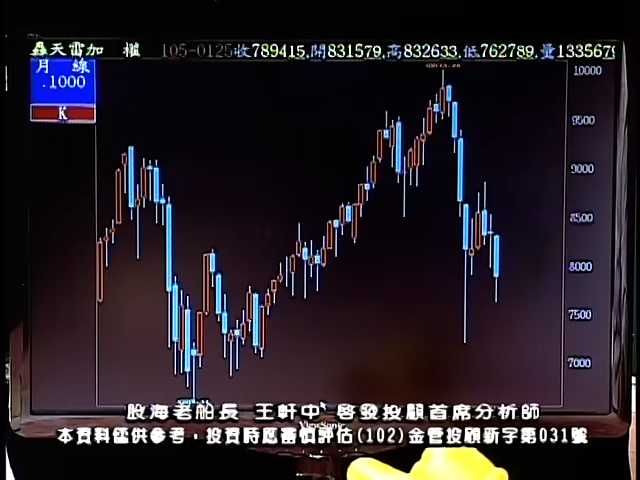 天雷加 權 105-0125收789415,開831579,高832633,低762789,量1335679
月 線
.1000
K
10000
9500
9000
8500
8000
7500
7000
股海老船長 王軒中 啓發投顧首席分析師
ViewSonic
本資料僅供參考，投資時應審慎評估(102)金管投顧新字第031號